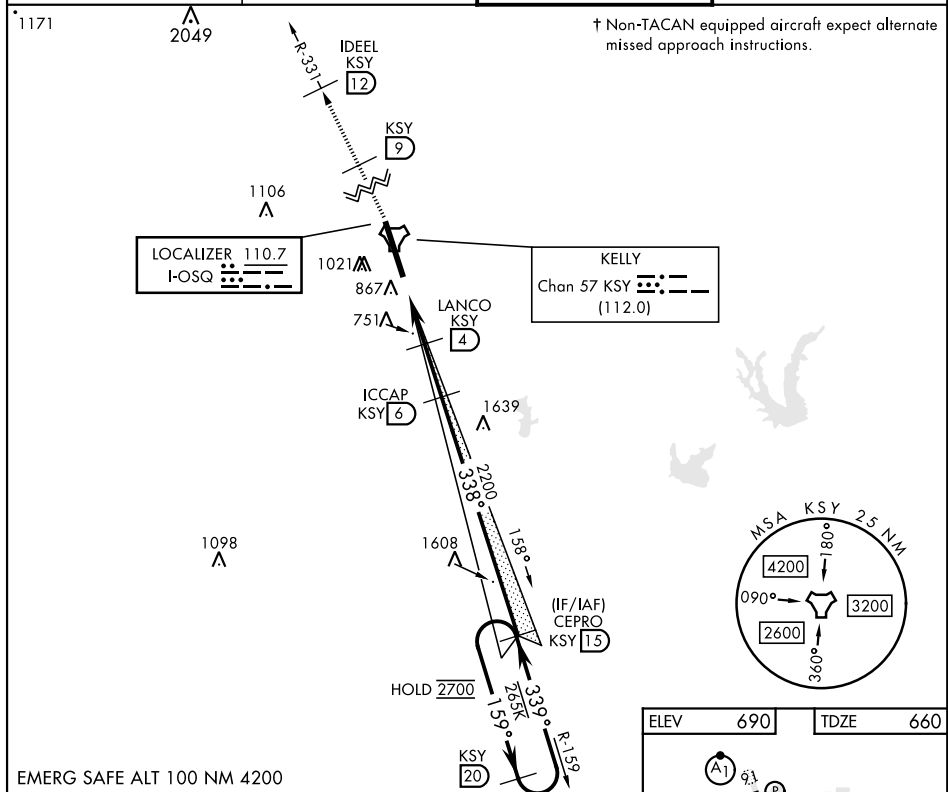 1171
2049
† Non-TACAN equipped aircraft expect alternate
missed approach instructions.
R-331
IDEEL
KSY
12
KSY
9
1106
LOCALIZER 110.7
I-OSQ
1021
867
751
KELLY
Chan 57 KSY
(112.0)
LANCO
KSY
4
ICCAP
KSY 6
1639
2200
338°
158°
1098
1608
(IF/IAF)
CEPRO
KSY 15
HOLD 2700
265K
159°
339°
R-159
KSY
20
MSA KSY 25 NM
180°
4200
090°
3200
2600
360°
ELEV 690
TDZE 660
A1
P
EMERG SAFE ALT 100 NM 4200